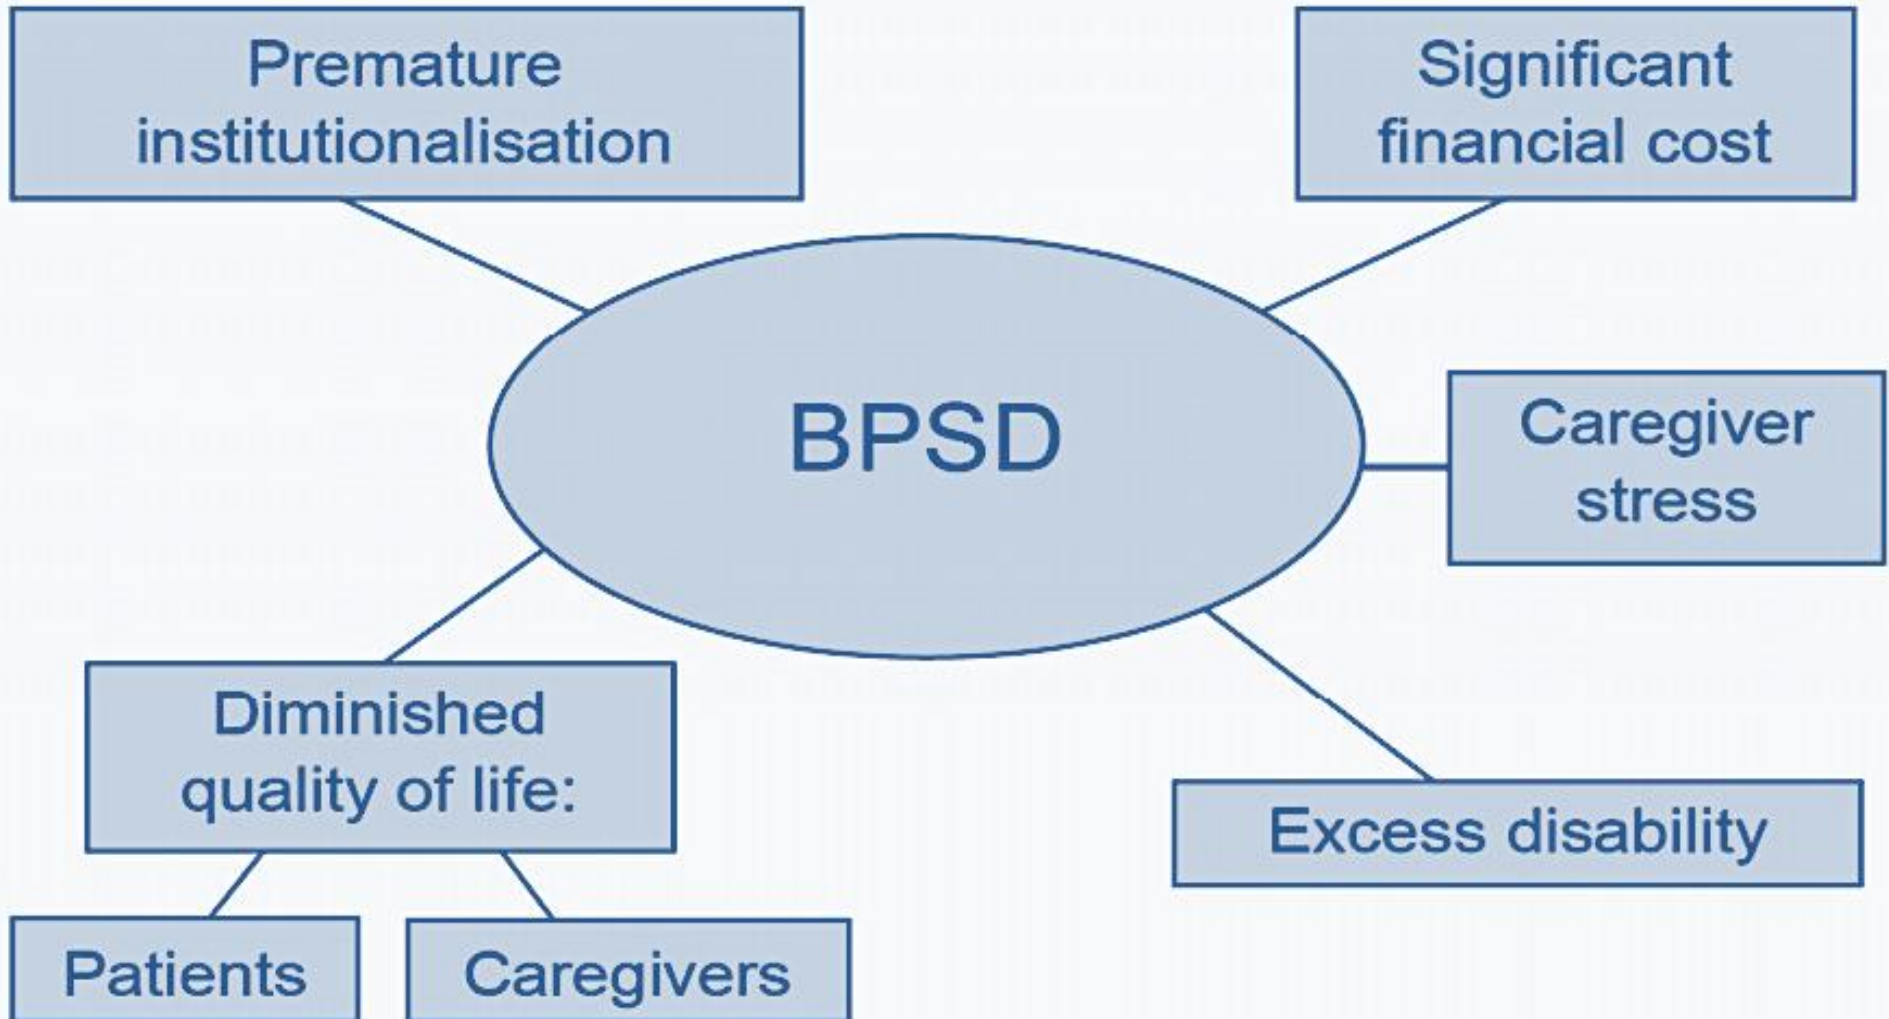 Premature
institutionalisation
Significant
financial cost
BPSD
Caregiver
stress
Diminished
quality of life:
Excess disability
Patients
Caregivers